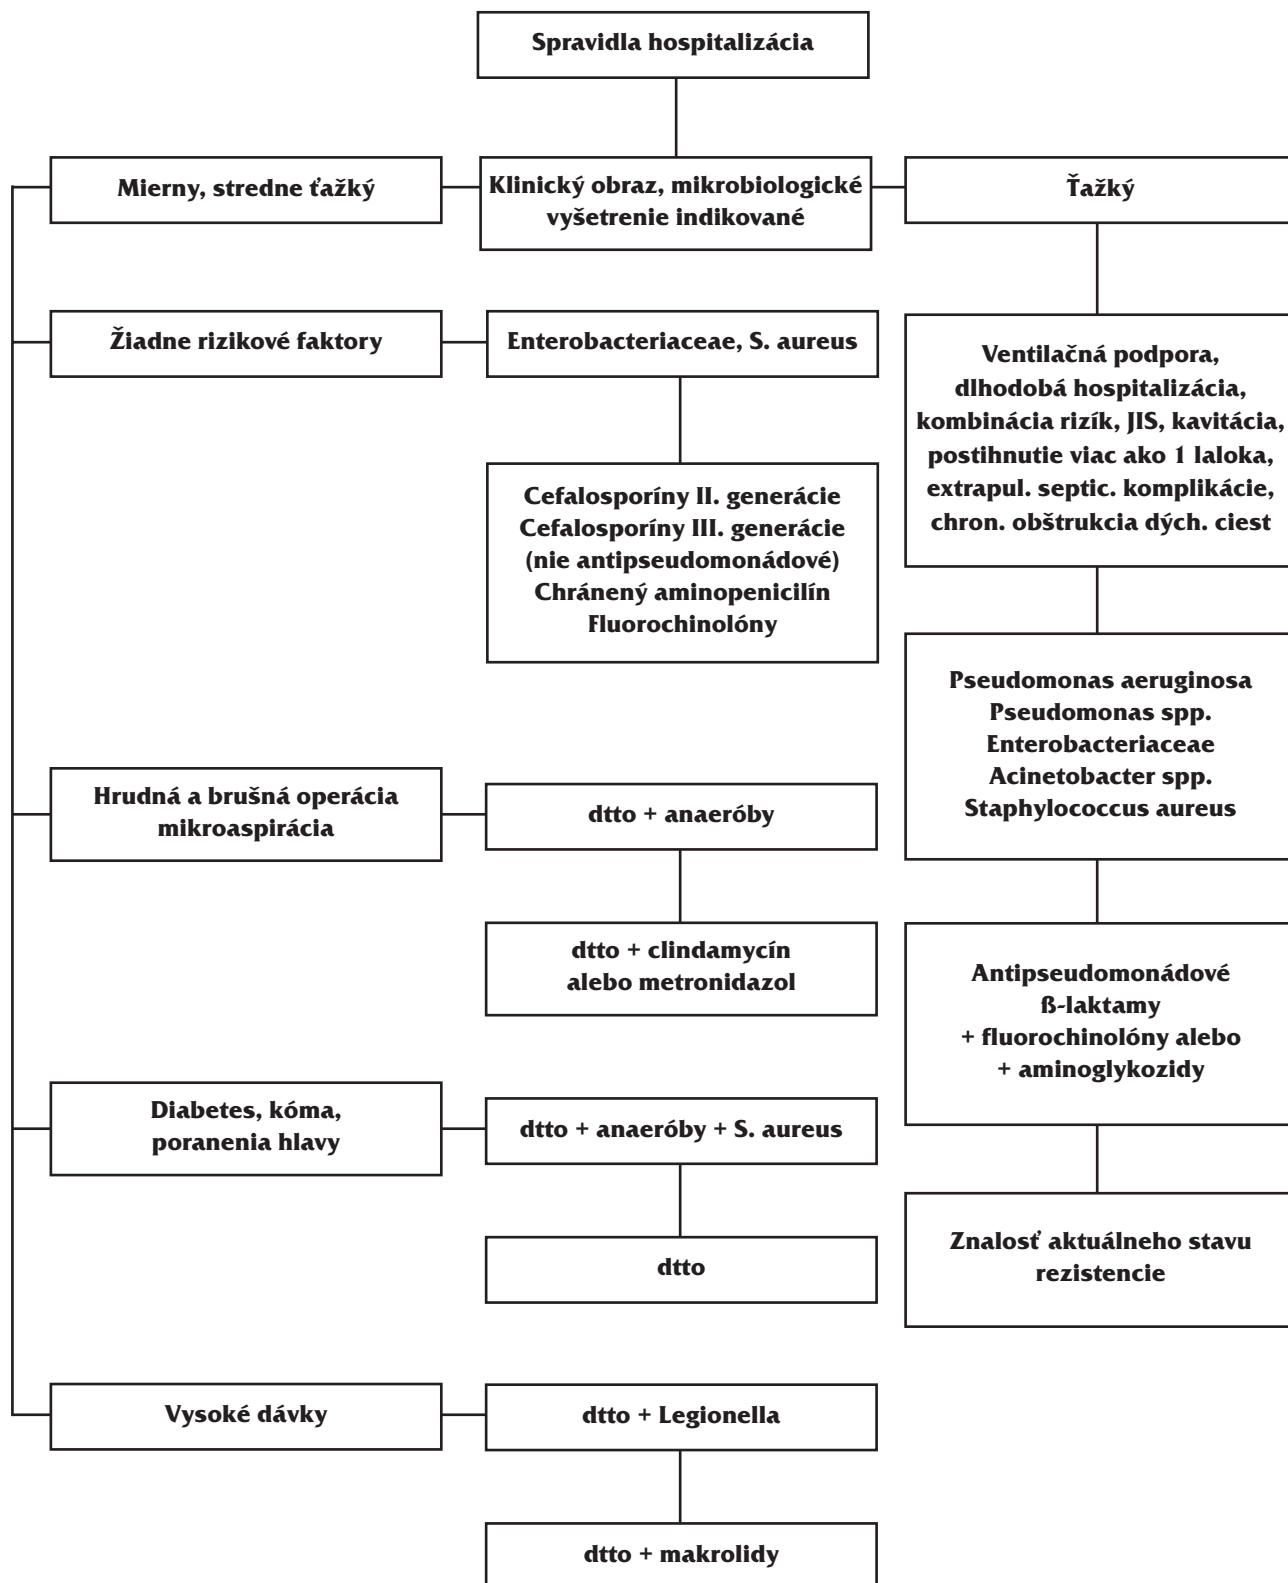 Spravidla hospitalizácia
Mierny, stredne ťažký
Klinický obraz, mikrobiologické
vyšetrenie indikované
Ťažký
Žiadne rizikové faktory
Enterobacteriaceae, S. aureus
Cefalosporíny II. generácie
Cefalosporíny III. generácie
(nie antipseudomonádové)
Chránený aminopenicilín
Fluorochinolóny
Ventilačná podpora,
dlhodobá hospitalizácia,
kombinácia rizík, JIS, kavitácia,
postihnutie viac ako 1 laloka,
extrapul. septic. komplikácie,
chron. obštrukcia dých. ciest
Pseudomonas aeruginosa
Pseudomonas spp.
Enterobacteriaceae
Acinetobacter spp.
Staphylococcus aureus
Hrudná a brušná operácia
mikroaspirácia
dtto + anaeróby
dtto + clindamycín
alebo metronidazol
Antipseudomonádové
ß-laktamy
+ fluorochinolóny alebo
+ aminoglykozidy
Diabetes, kóma,
poranenia hlavy
dtto + anaeróby + S. aureus
dtto
Znalosť aktuálneho stavu
rezistencie
Vysoké dávky
dtto + Legionella
dtto + makrolidy